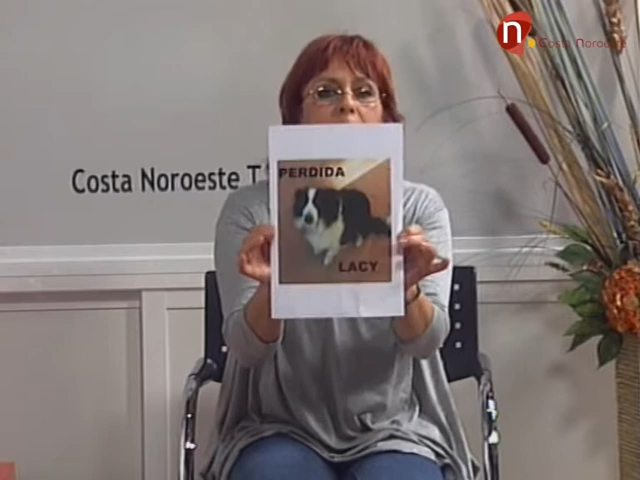 n Costa Noroeste
Costa Noroeste T
PERDIDA
LACY